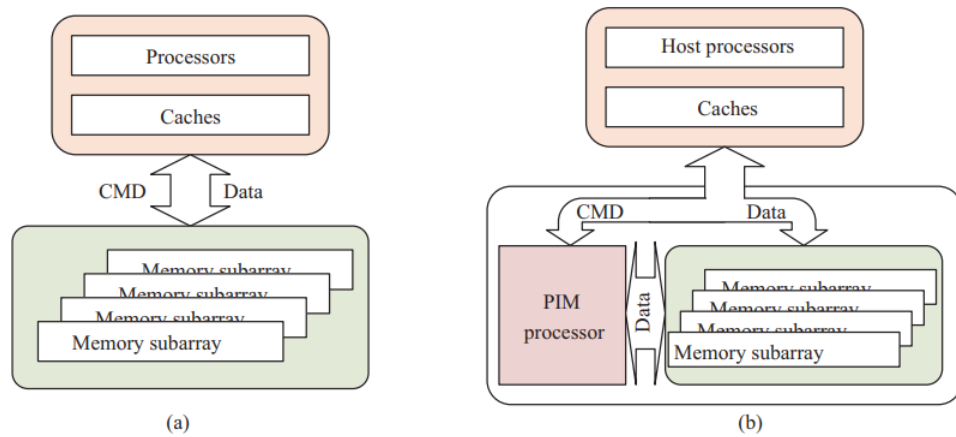 Processors
Caches
CMD
Data
Memory subarray
Memory subarray
Memory subarray
Memory subarray
(a)
Host processors
Caches
CMD
Data
PIM
processor
Data
Memory subarray
Memory subarray
Memory subarray
Memory subarray
(b)